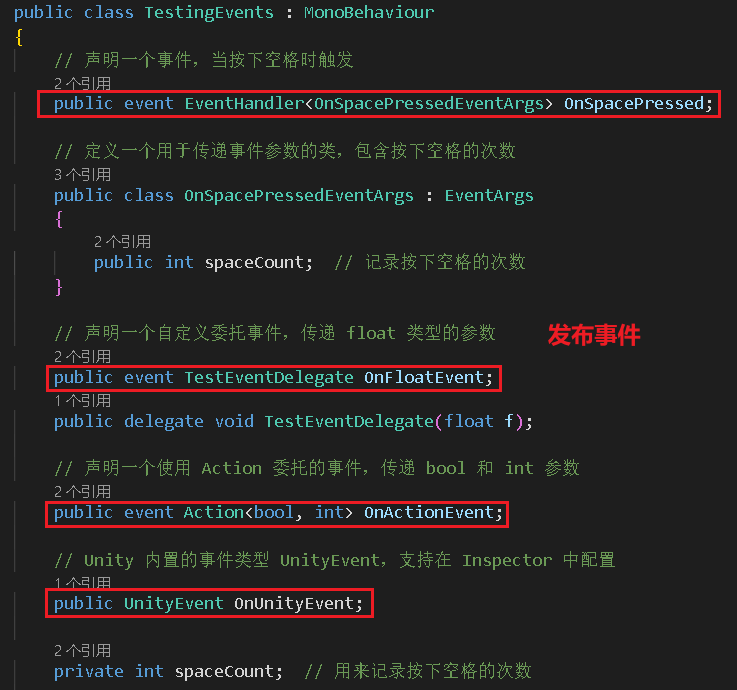 public class TestingEvents : MonoBehaviour
{
// 声明一个事件，当按下空格时触发
2个引用
public event EventHandler<OnSpacePressedEventArgs> OnSpacePressed;
// 定义一个用于传递事件参数的类，包含按下空格的次数
3个引用
public class OnSpacePressedEventArgs : EventArgs
{
2个引用
public int spaceCount;  // 记录按下空格的次数
}
// 声明一个自定义委托事件，传递 float 类型的参数
发布事件
2个引用
public event TestEventDelegate OnFloatEvent;
1个引用
public delegate void TestEventDelegate(float f);
// 声明一个使用 Action 委托的事件，传递 bool 和 int 参数
2个引用
public event Action<bool, int> OnActionEvent;
// Unity 内置的事件类型 UnityEvent，支持在 Inspector 中配置
1个引用
public UnityEvent OnUnityEvent;
2个引用
private int spaceCount;  // 用来记录按下空格的次数